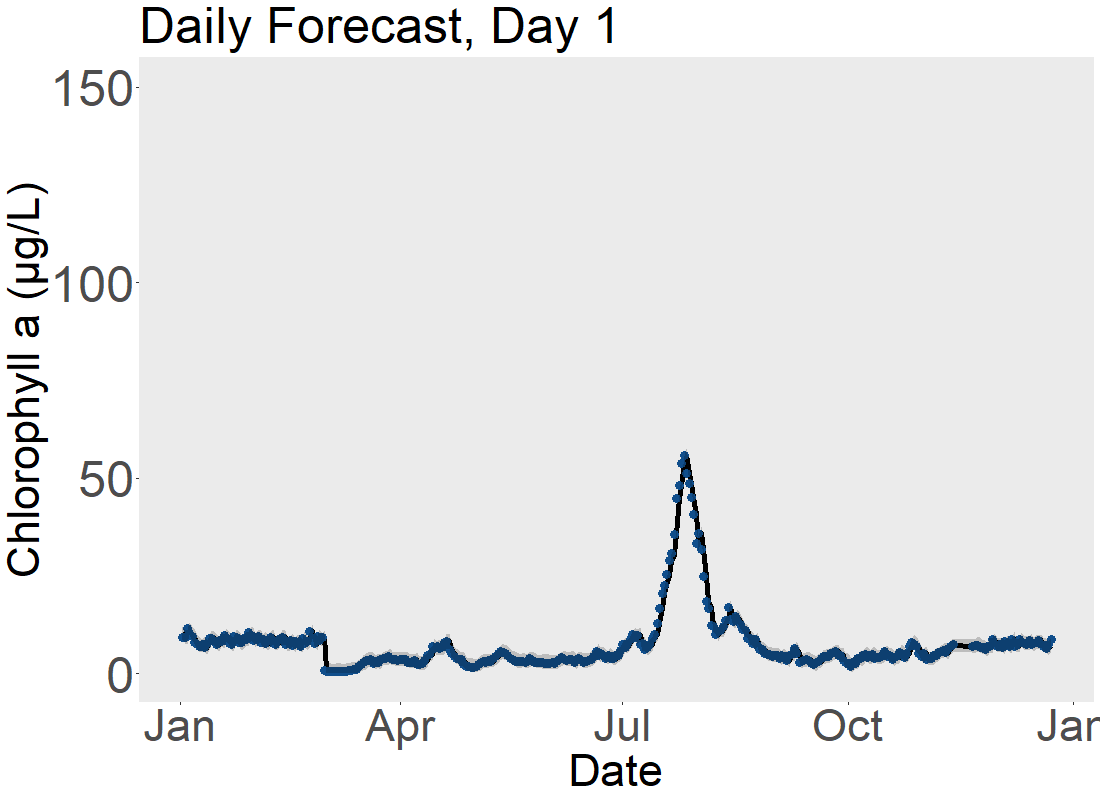 Daily Forecast, Day 1
Chlorophyll a (µg/L)
150
100
50
0
Jan
Apr
Jul
Oct
Jan
Date